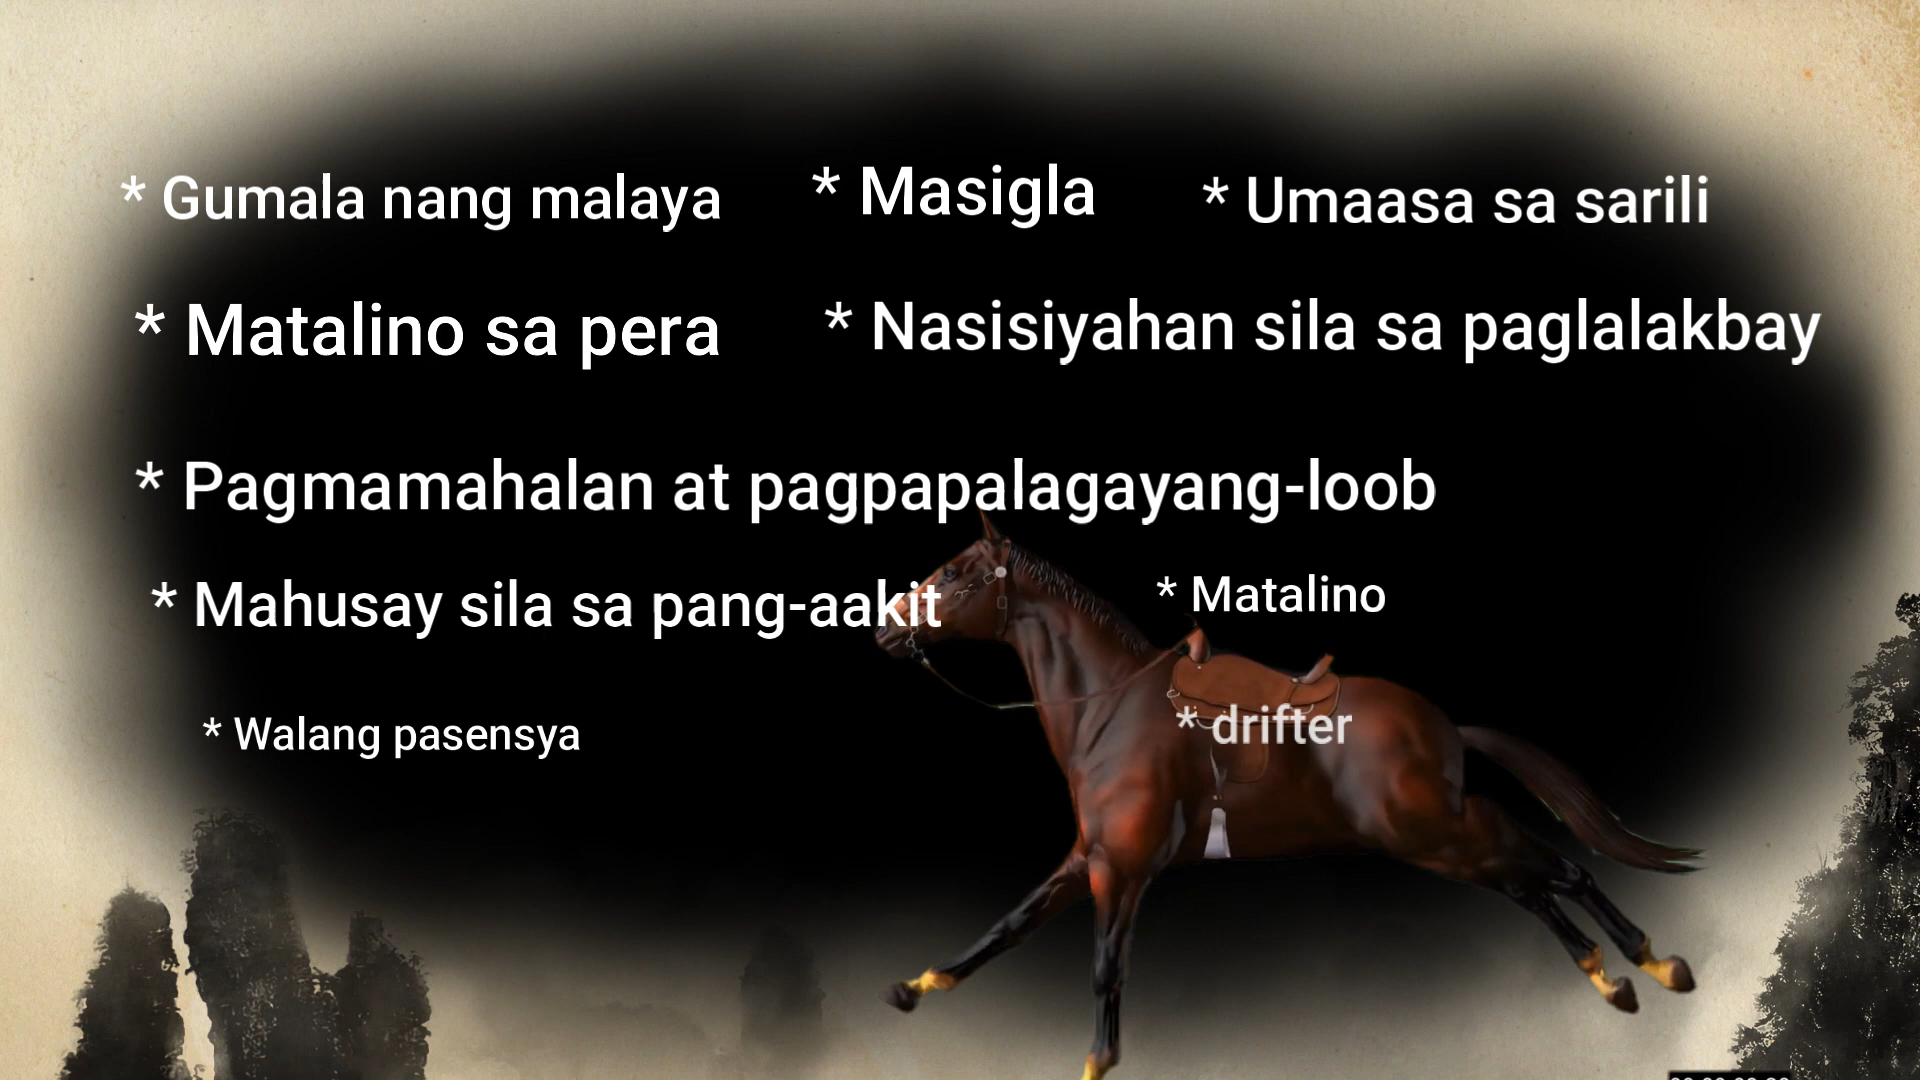 * Gumala nang malaya
* Masigla
* Umaasa sa sarili
* Matalino sa pera
* Nasisiyahan sila sa paglalakbay
* Pagmamahalan at pagpapalagayang-loob
* Mahusay sila sa pang-aakit
* Matalino
* Walang pasensya
* drifter